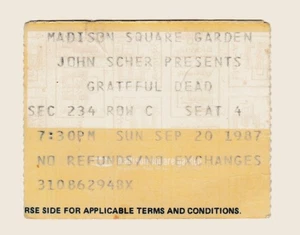 MADISON SQUARE GARDEN
JOHN SCHER PRESENTS
GRATEFUL DEAD
SEC 234 ROW C SEAT 4
7:30PM SUN SEP 20 1987
NO REFUNDS/NO EXCHANGES
310862948X
RSE SIDE FOR APPLICABLE TERMS AND CONDITIONS.